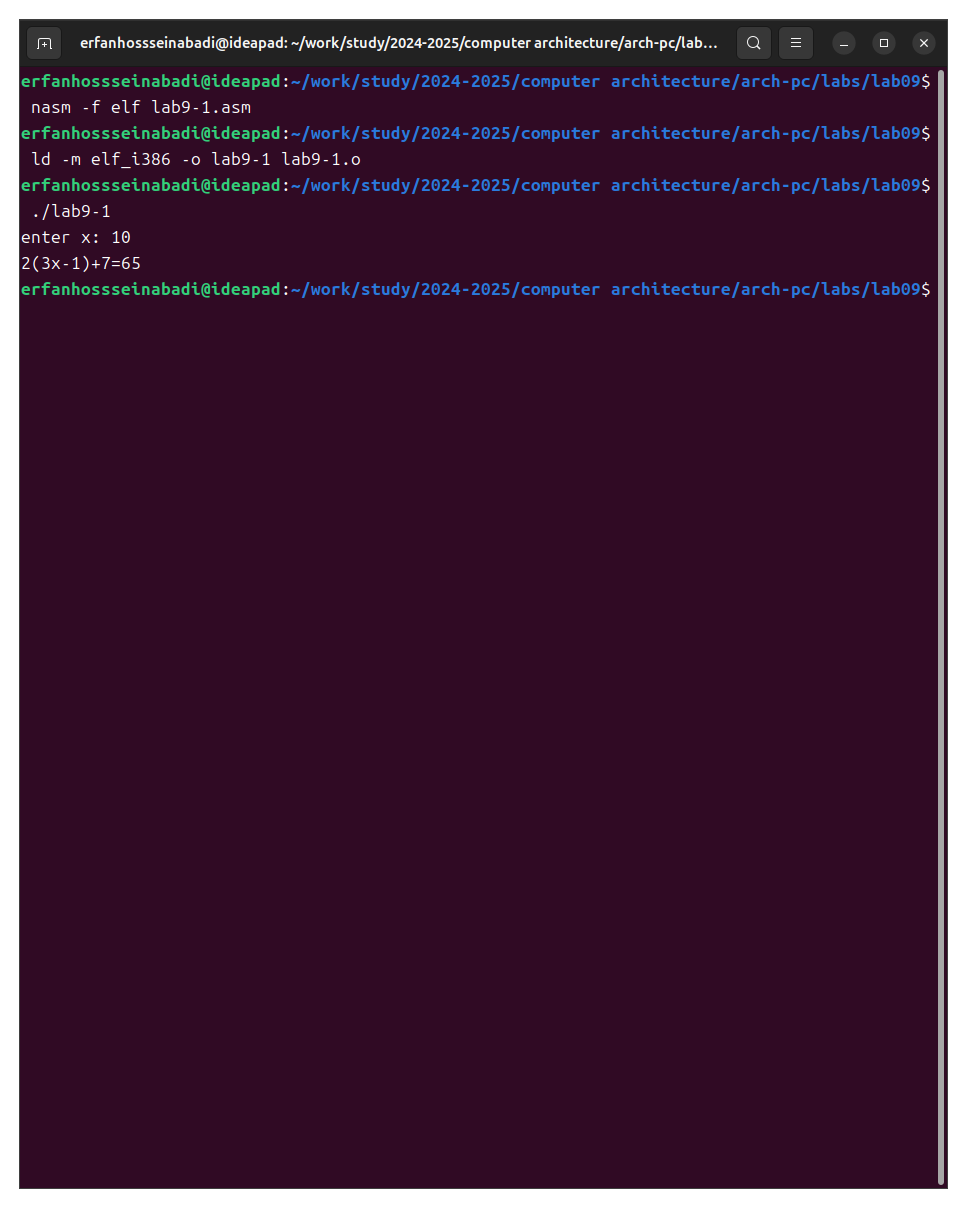 erfanhossseinabadi@ideapad: ~/work/study/2024-2025/computer architecture/arch-pc/lab...
erfanhossseinabadi@ideapad:~/work/study/2024-2025/computer architecture/arch-pc/labs/lab09$
 nasm -f elf lab9-1.asm
erfanhossseinabadi@ideapad:~/work/study/2024-2025/computer architecture/arch-pc/labs/lab09$
 ld -m elf_i386 -o lab9-1 lab9-1.o
erfanhossseinabadi@ideapad:~/work/study/2024-2025/computer architecture/arch-pc/labs/lab09$
 ./lab9-1
enter x: 10
2(3x-1)+7=65
erfanhossseinabadi@ideapad:~/work/study/2024-2025/computer architecture/arch-pc/labs/lab09$